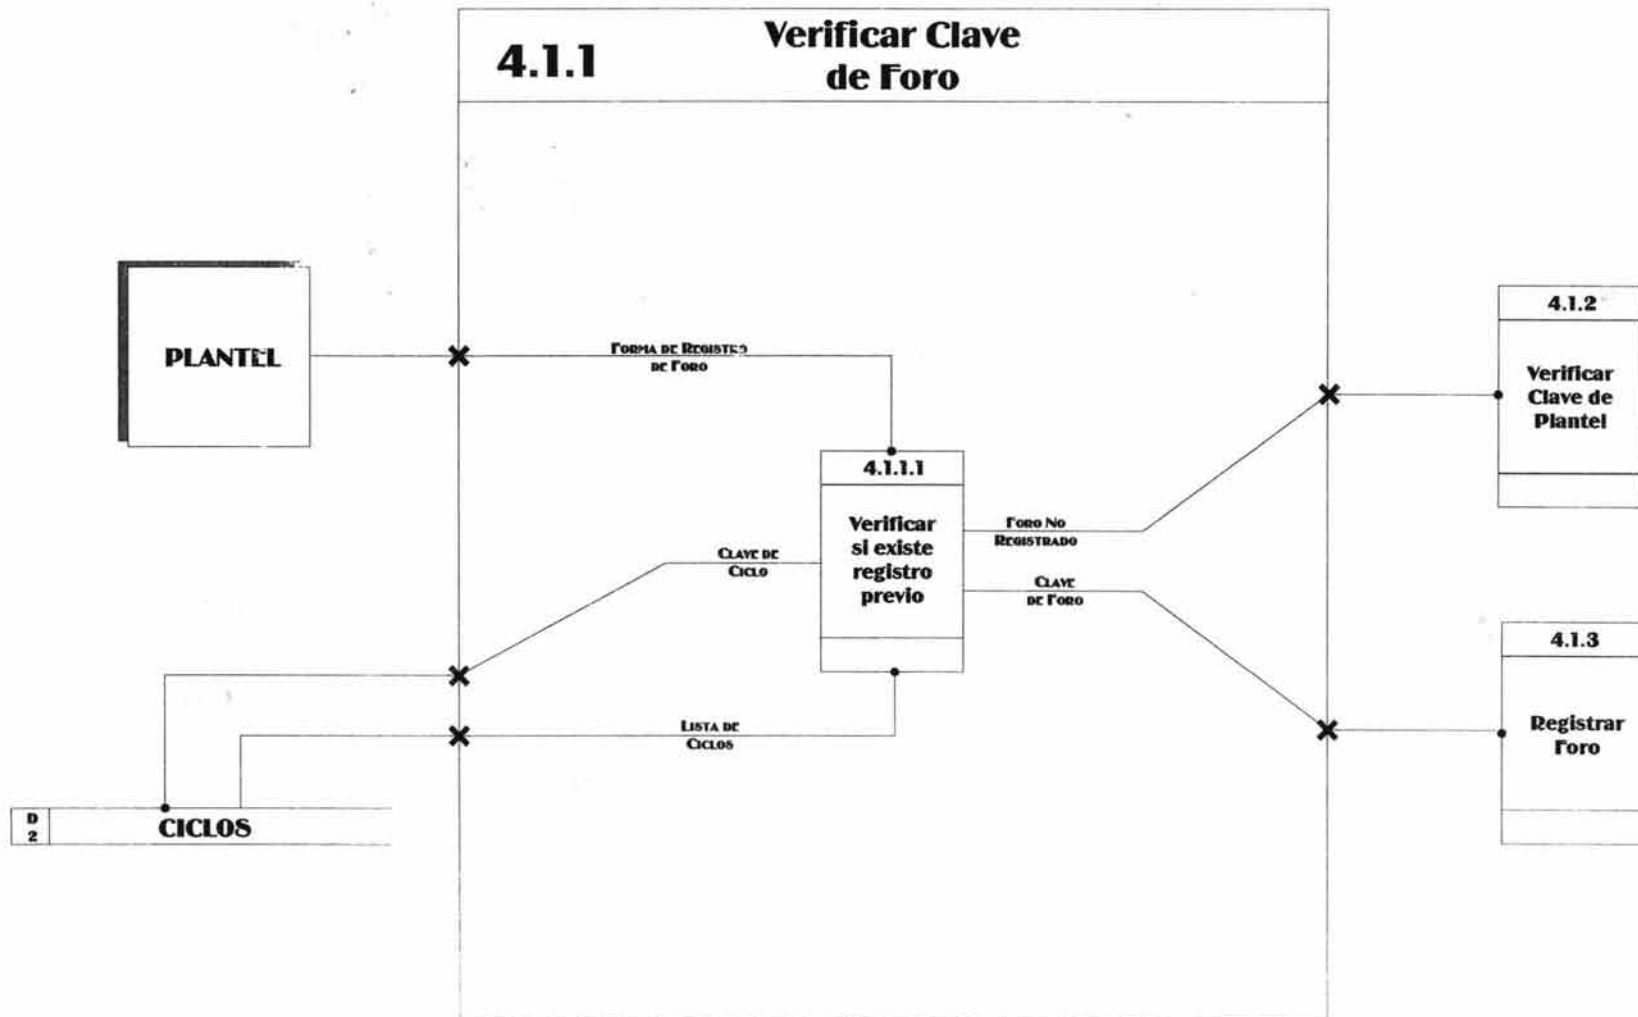 4.1.1
Verificar Clave
de Foro
PLANTEL
Forma de Registro
de Foro
4.1.2
Verificar
Clave de
Plantel
4.1.1.1
Verificar
si existe
registro
previo
Foro No
Registrado
Clave de
Ciclo
Clave
de Foro
4.1.3
Registrar
Foro
Lista de
Ciclos
D
2
CICLOS